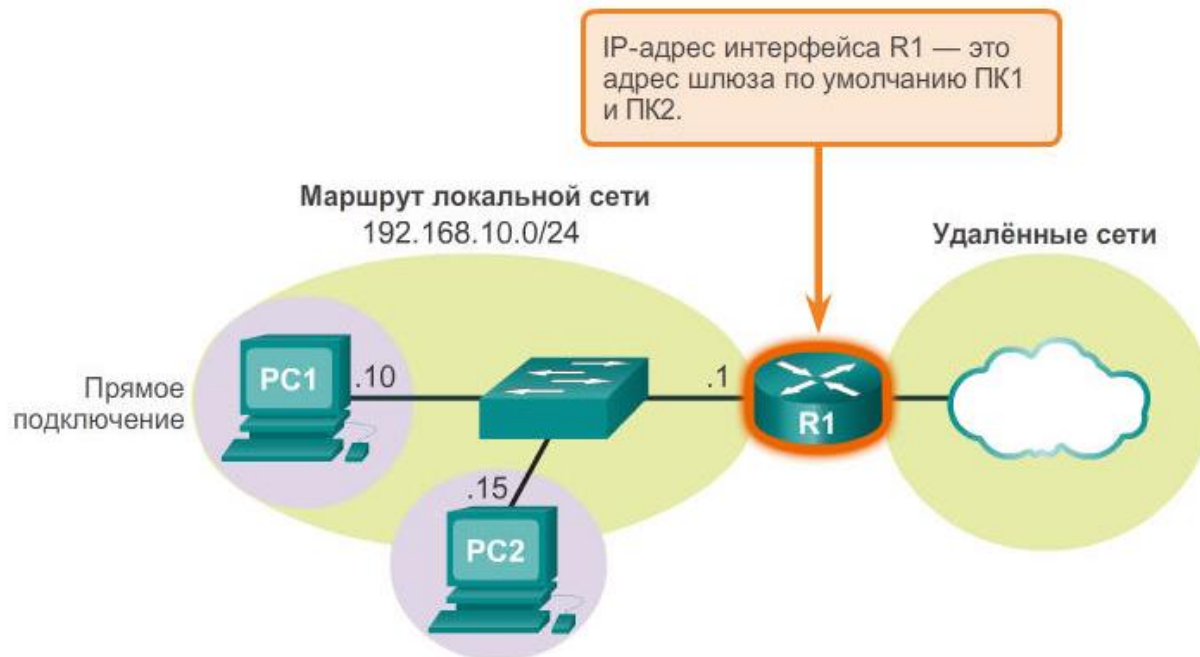 IP-адрес интерфейса R1 — это
адрес шлюза по умолчанию ПК1
и ПК2.
Маршрут локальной сети
192.168.10.0/24
Удалённые сети
Прямое
подключение
PC1
.10
.1
R1
.15
PC2